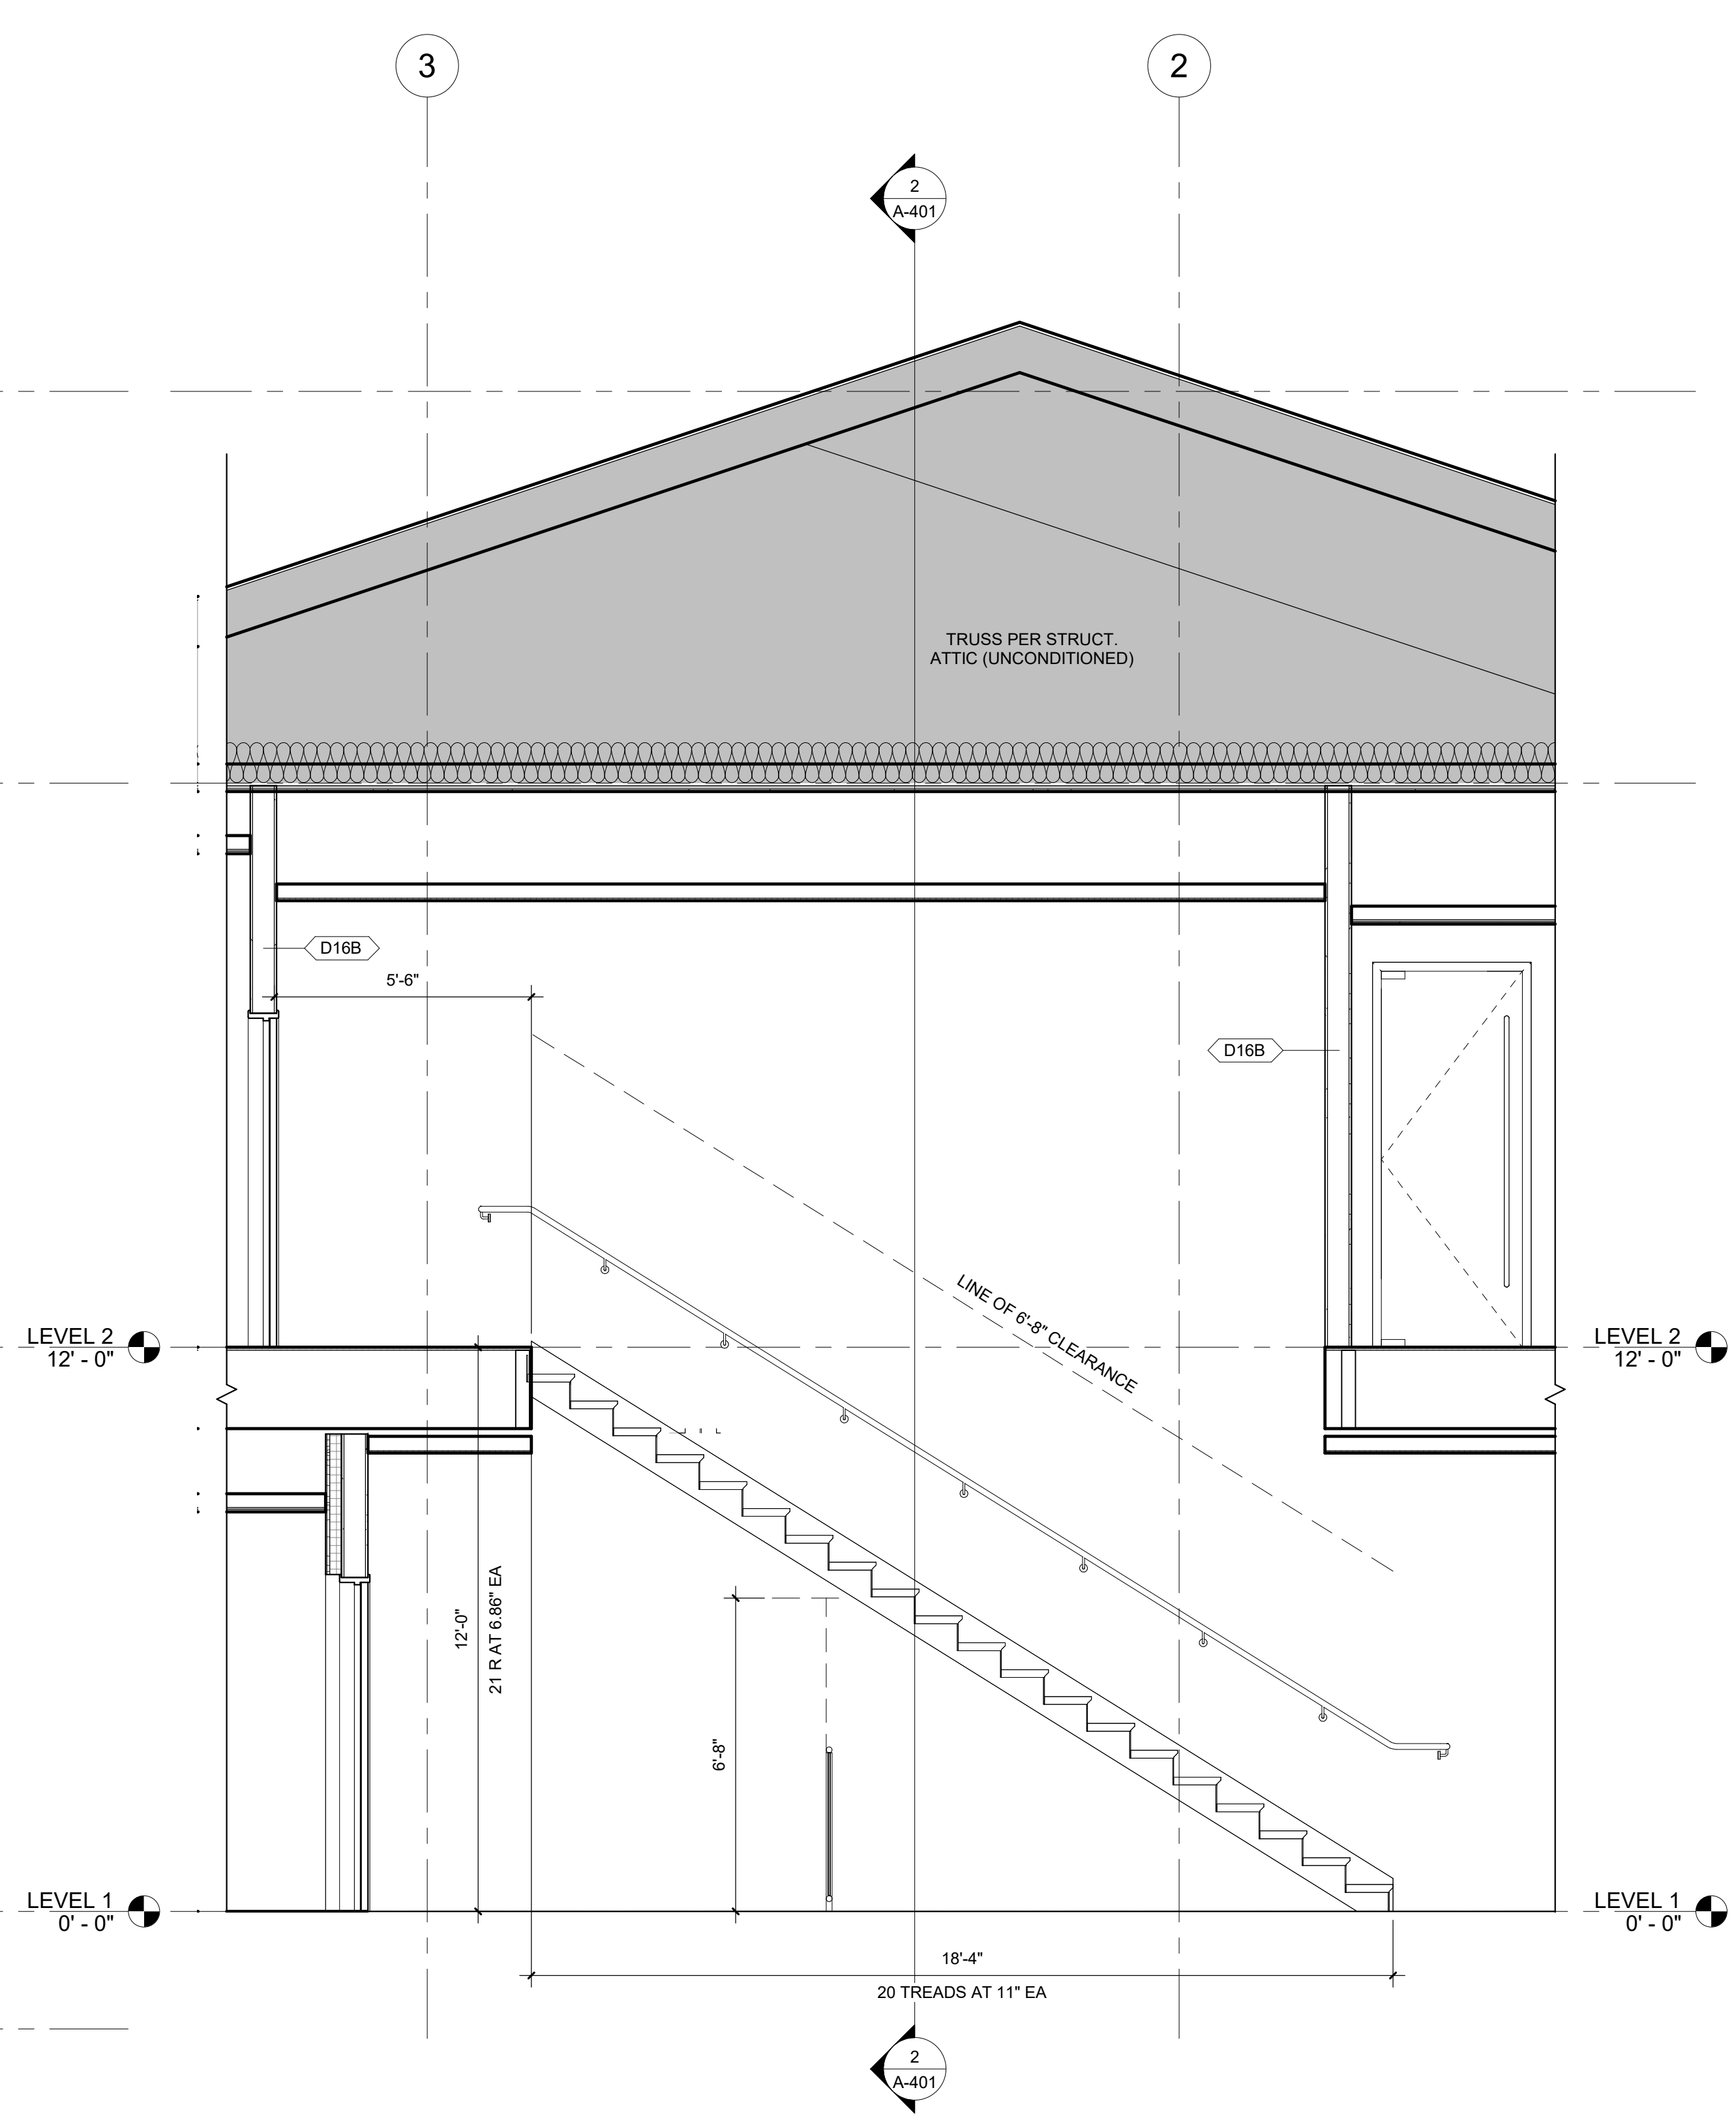 3
2
2
A-401
TRUSS PER STRUCT.
ATTIC (UNCONDITIONED)
D16B
5'-6"
D16B
LINE OF 6'-8" CLEARANCE
LEVEL 2
12' - 0"
LEVEL 2
12' - 0"
12'-0"
21 R AT 6.86" EA
6'-8"
LEVEL 1
0' - 0"
LEVEL 1
0' - 0"
18'-4"
20 TREADS AT 11" EA
2
A-401